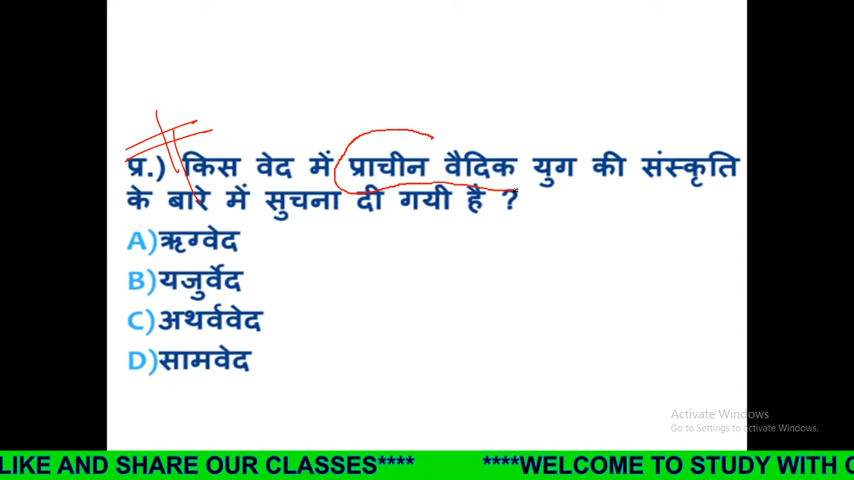 प्र.) किस वेद में प्राचीन वैदिक युग की संस्कृति
के बारे में सुचना दी गयी है ?
A)ऋग्वेद
B)यजुर्वेद
C)अथर्ववेद
D)सामवेद
Activate Windows
Go to Settings to activate Windows.
LIKE AND SHARE OUR CLASSES**** ****WELCOME TO STUDY WITH